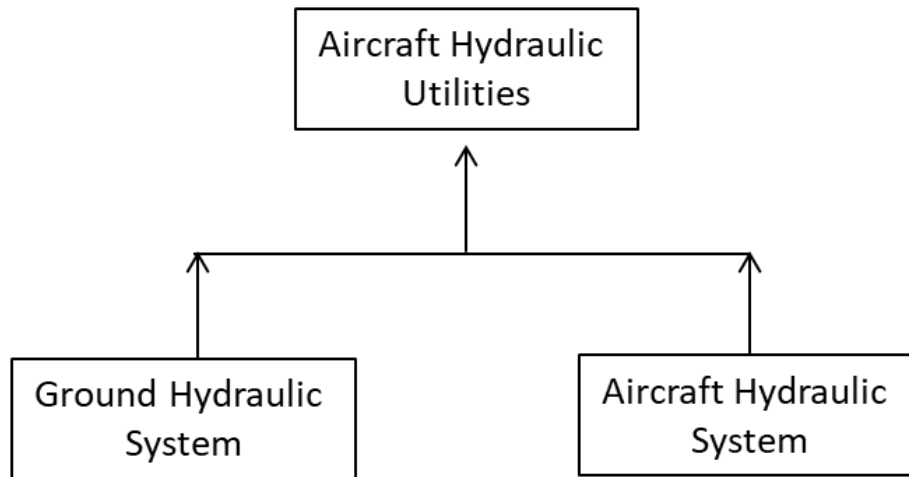 Aircraft Hydraulic
Utilities
Ground Hydraulic
System
Aircraft Hydraulic
System